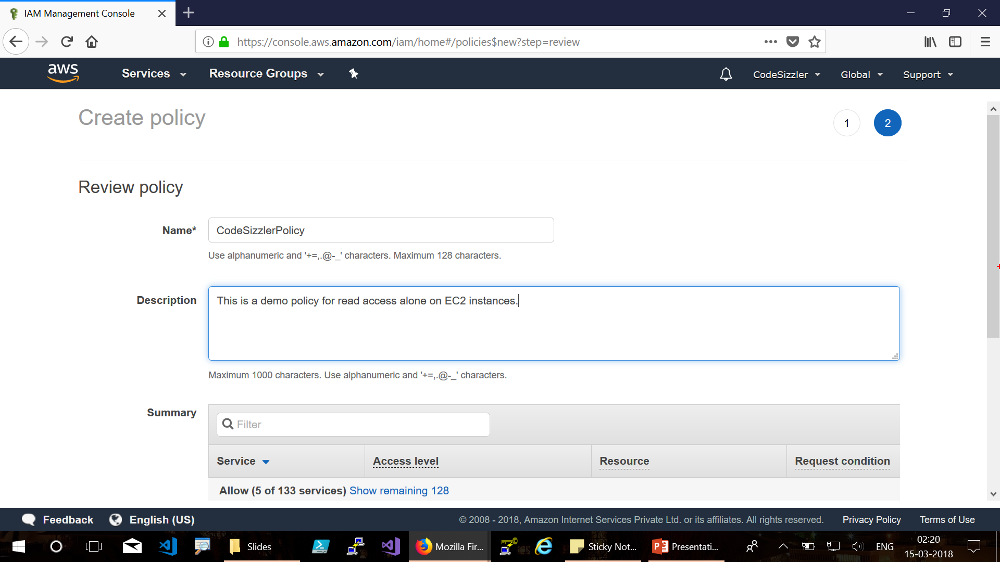 IAM Management Console
https://console.aws.amazon.com/iam/home#/policies$new?step=review
aws
Services
Resource Groups
CodeSizzler
Global
Support
Create policy
1
2
Review policy
Name*
CodeSizzlerPolicy
Use alphanumeric and '+=,.@-_' characters. Maximum 128 characters.
Description
This is a demo policy for read access alone on EC2 instances.
Maximum 1000 characters. Use alphanumeric and '+=,.@-_' characters.
Summary
Filter
Service
Access level
Resource
Request condition
Allow (5 of 133 services) Show remaining 128
Feedback
English (US)
© 2008 - 2018, Amazon Internet Services Private Ltd. or its affiliates. All rights reserved.
Privacy Policy
Terms of Use
Slides
Mozilla Fir...
Sticky Not...
Presentati...
ENG
02:20
15-03-2018